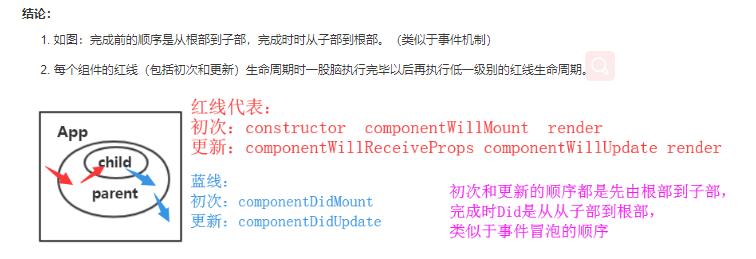 结论：
1. 如图：完成前的顺序是从根部到子部，完成时时从子部到根部。（类似于事件机制）
2. 每个组件的红线（包括初次和更新）生命周期时一股脑执行完毕以后再执行低一级别的红线生命周期。
App
child
parent
红线代表：
初次：constructor componentWillMount render
更新：componentWillReceiveProps componentWillUpdate render
蓝线：
初次：componentDidMount
更新：componentDidUpdate
初次和更新的顺序都是先由根部到子部，
完成时Did是从从子部到根部，
类似于事件冒泡的顺序